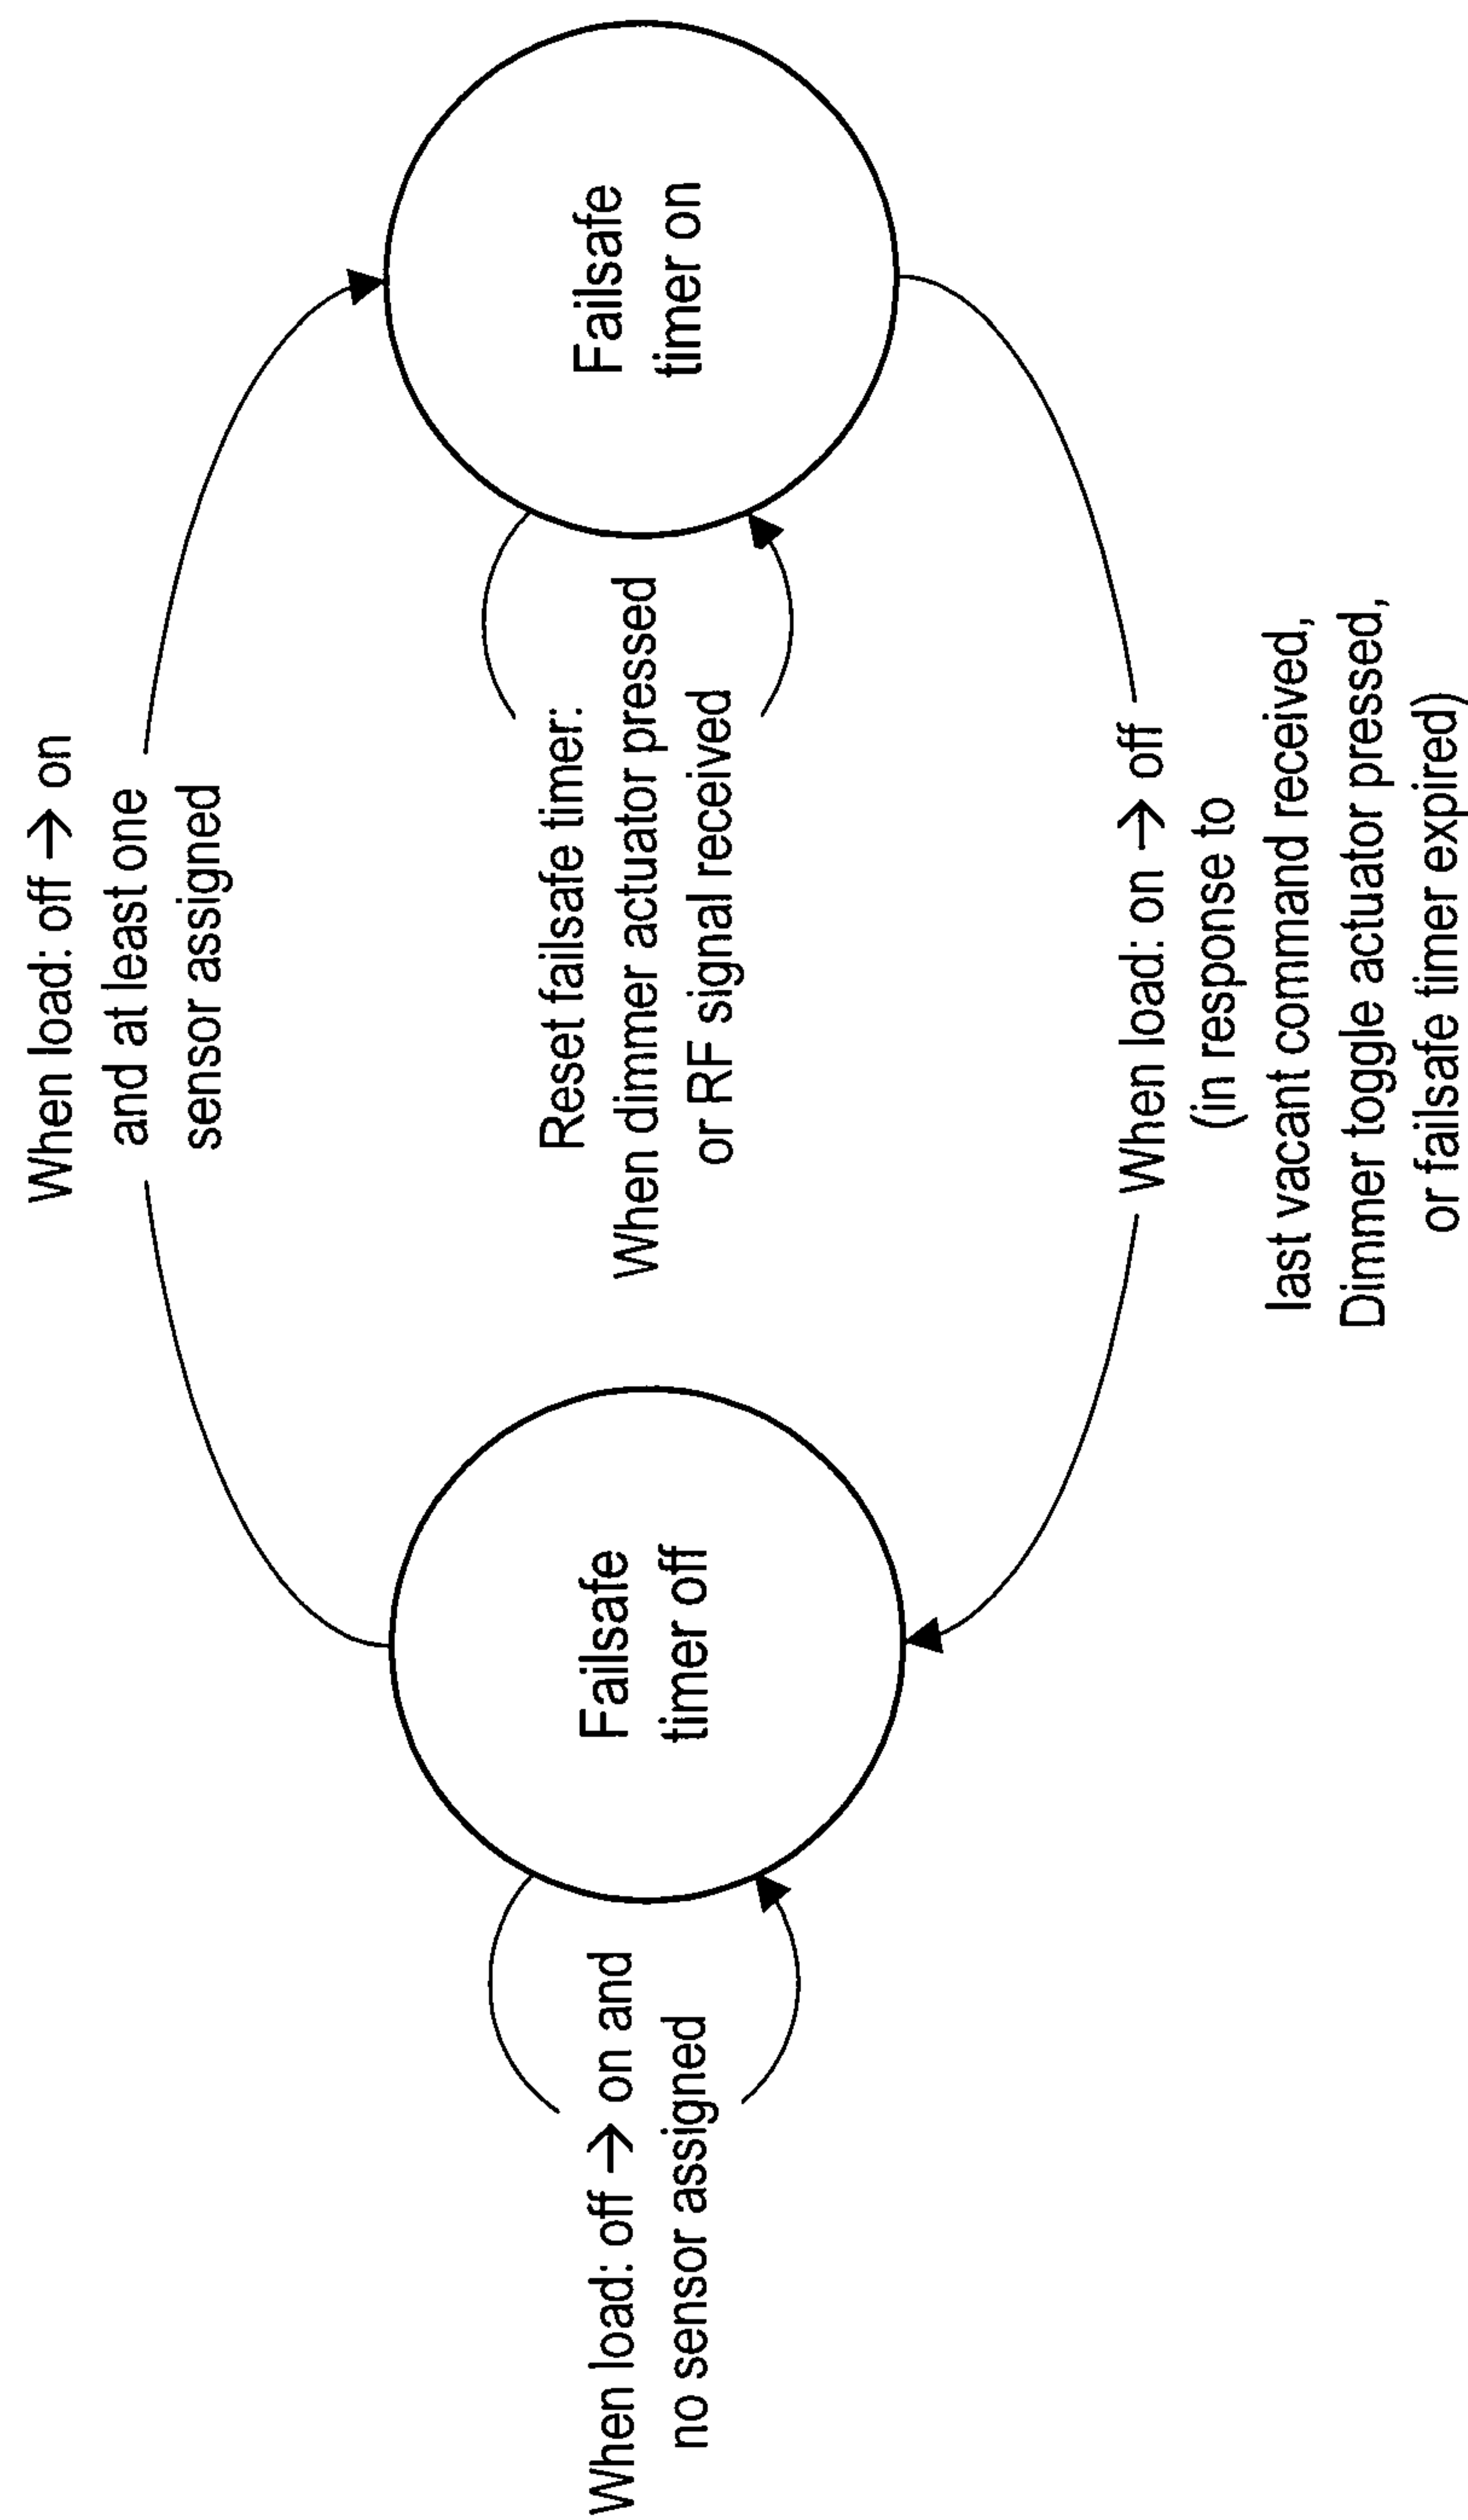 When load: off → on
and at least one
sensor assigned
When load: off → on and
no sensor assigned
Failsafe
timer off
Reset failsafe timer:
When dimmer actuator pressed
or RF signal received
Failsafe
timer on
When load: on → off
(in response to
last vacant command received,
Dimmer toggle actuator pressed,
or failsafe timer expired)